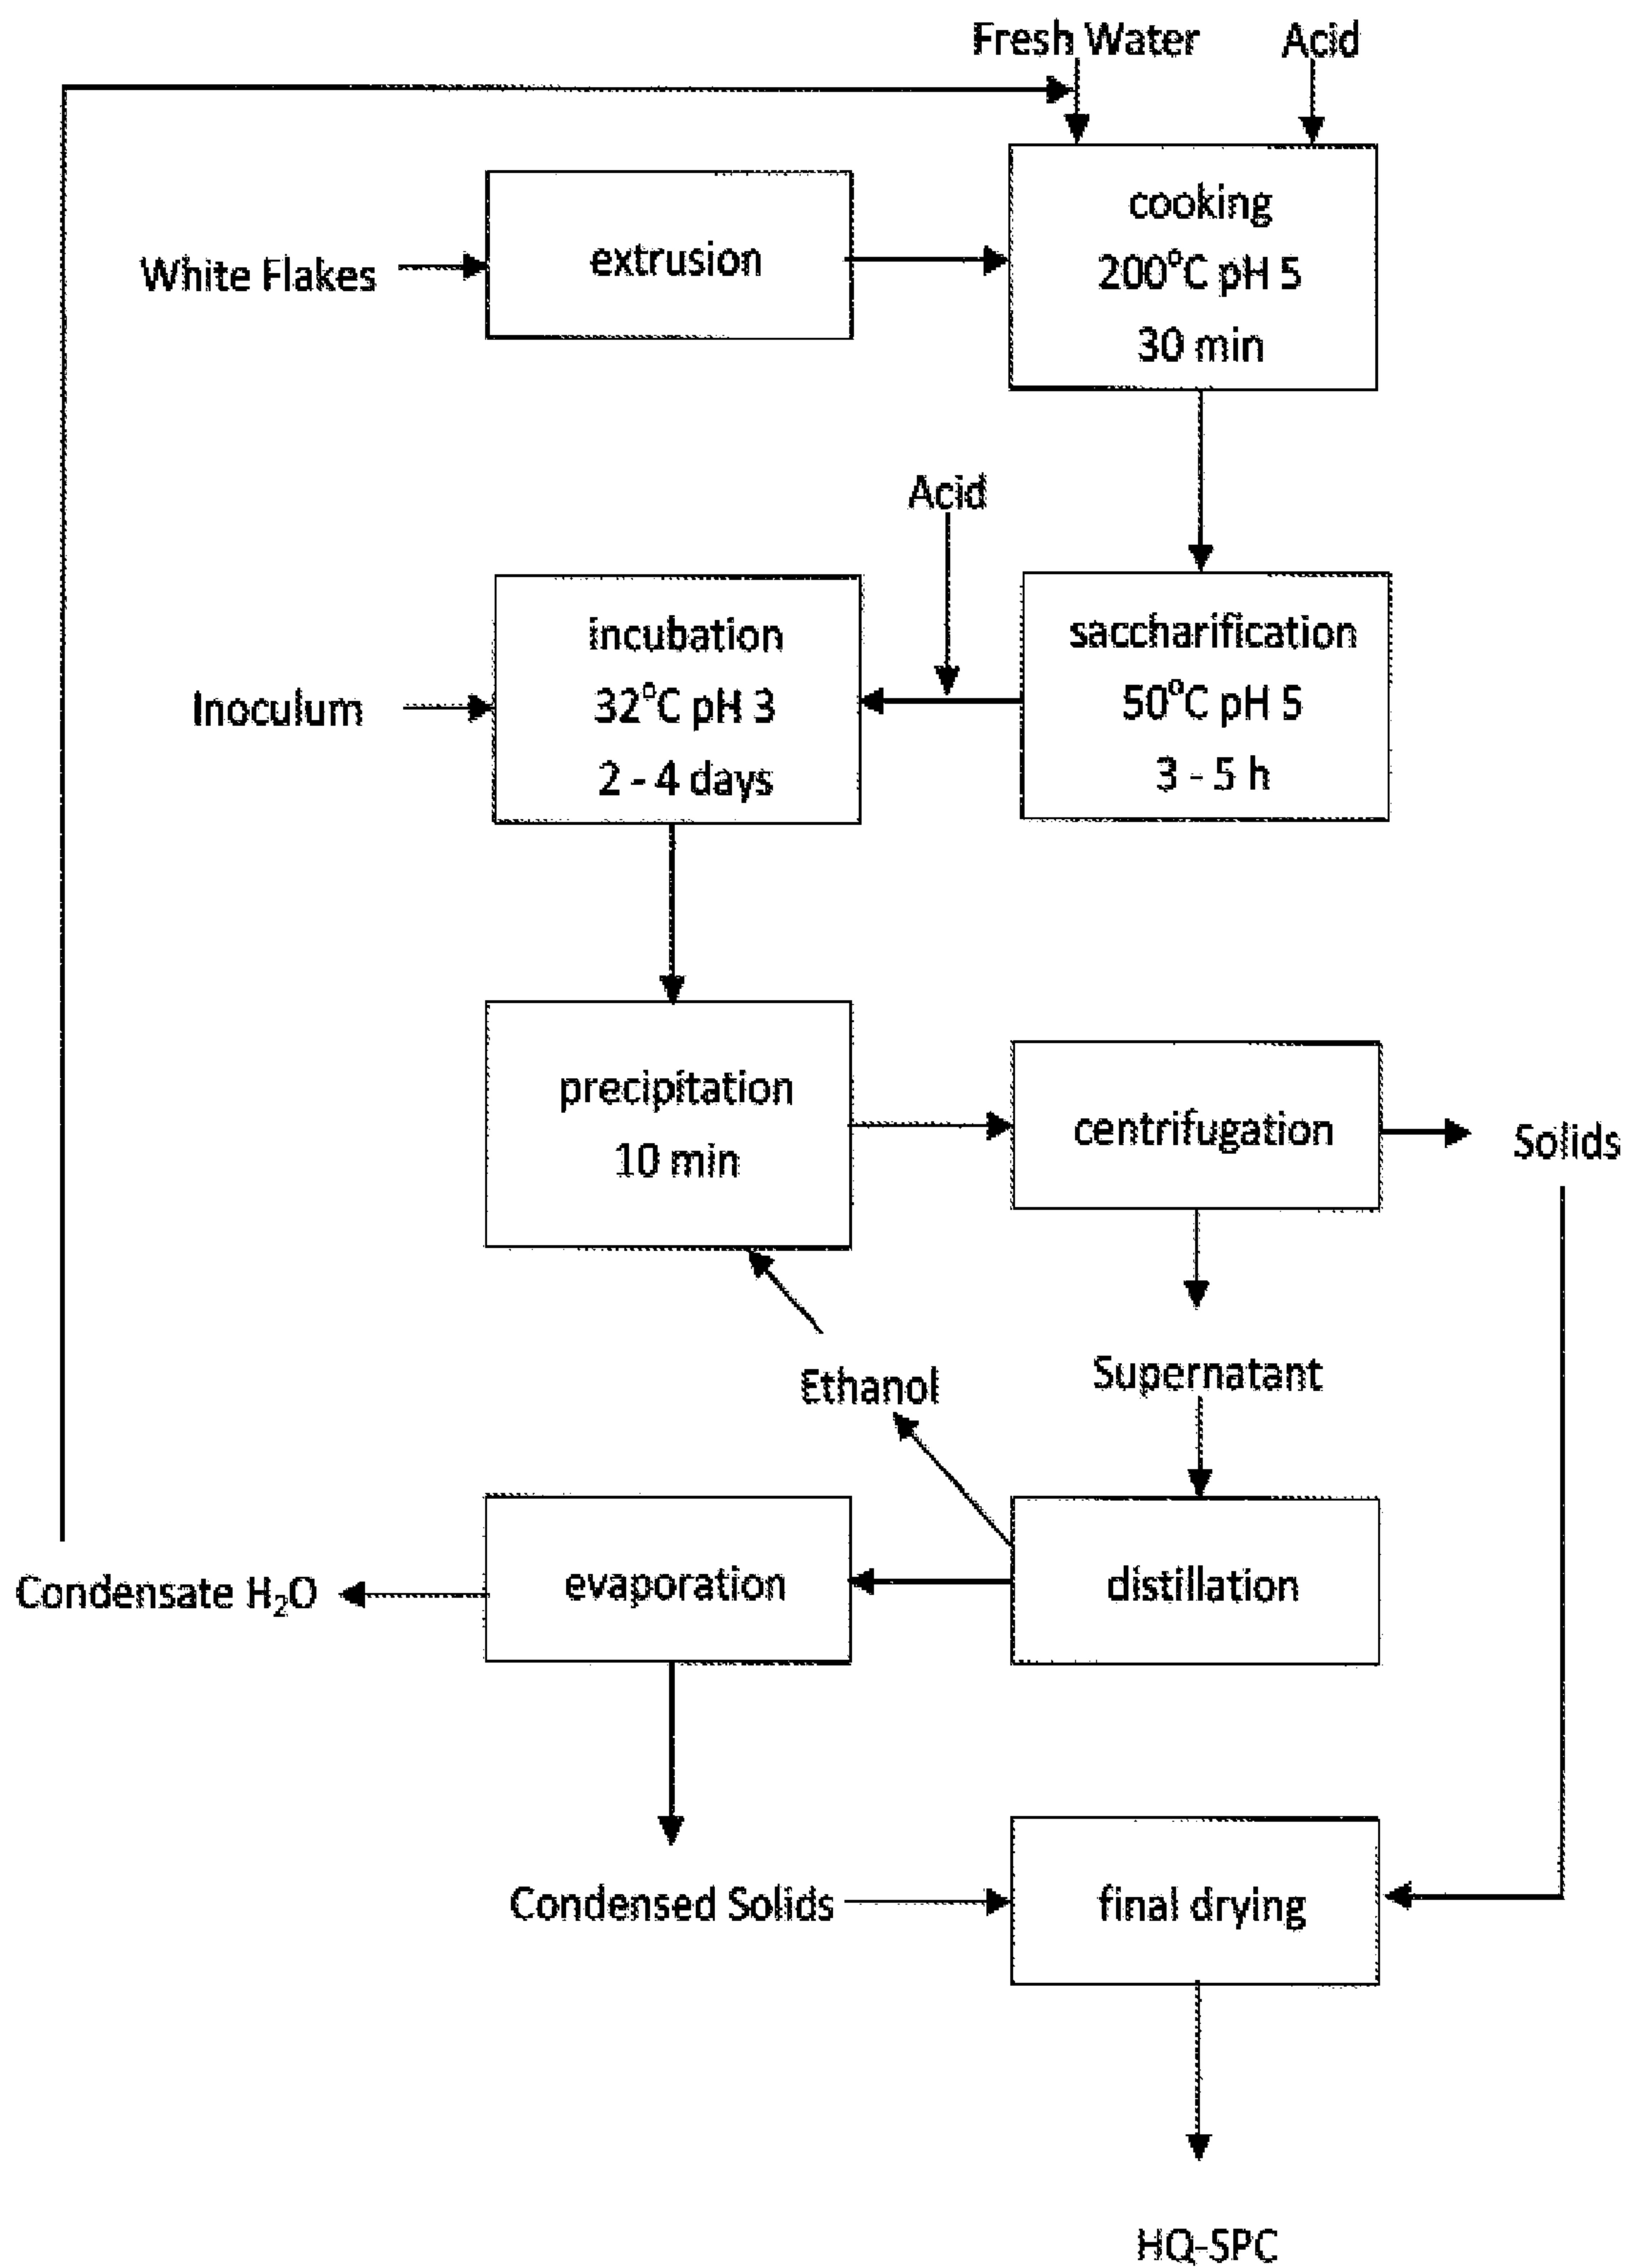 Fresh Water
Acid
White Flakes
extrusion
cooking
200°C pH 5
30 min
Acid
Inoculum
incubation
32°C pH 3
2 - 4 days
saccharification
50°C pH 5
3 - 5 h
precipitation
10 min
centrifugation
Solids
Ethanol
Supernatant
Condensate H₂O
evaporation
distillation
Condensed Solids
final drying
HQ-SPC